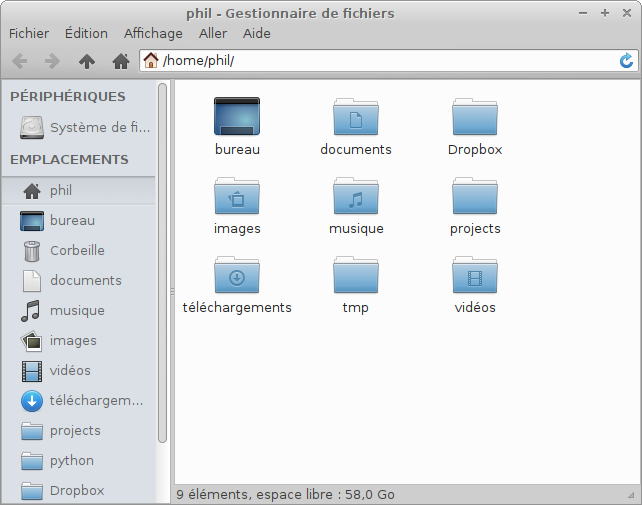 phil - Gestionnaire de fichiers
Fichier Édition Affichage Aller Aide
/home/phil/
PÉRIPHÉRIQUES
Système de fi...
EMPLACEMENTS
phil
bureau
Corbeille
documents
musique
images
vidéos
téléchargem...
projects
python
Dropbox
bureau documents Dropbox
images musique projects
téléchargements tmp vidéos
9 éléments, espace libre : 58,0 Go